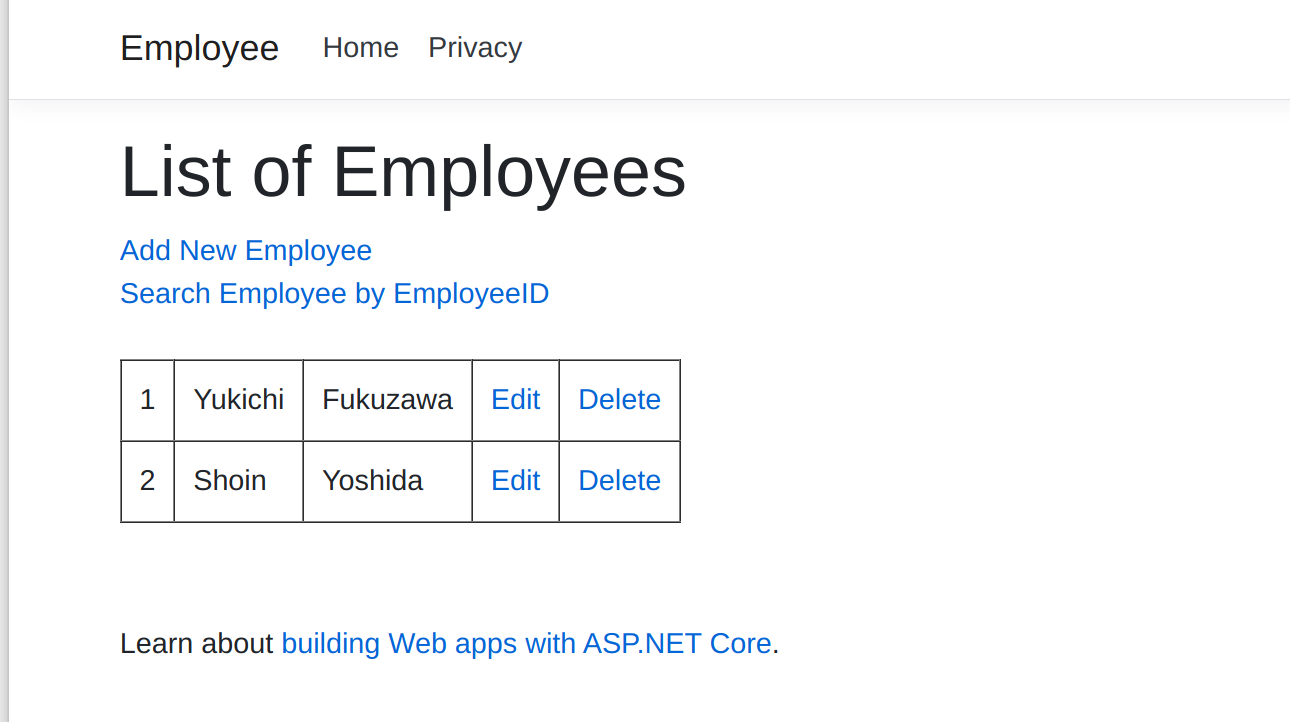 Employee Home Privacy
List of Employees
Add New Employee
Search Employee by EmployeeID
1 Yukichi Fukuzawa Edit Delete
2 Shoin Yoshida Edit Delete
Learn about building Web apps with ASP.NET Core.